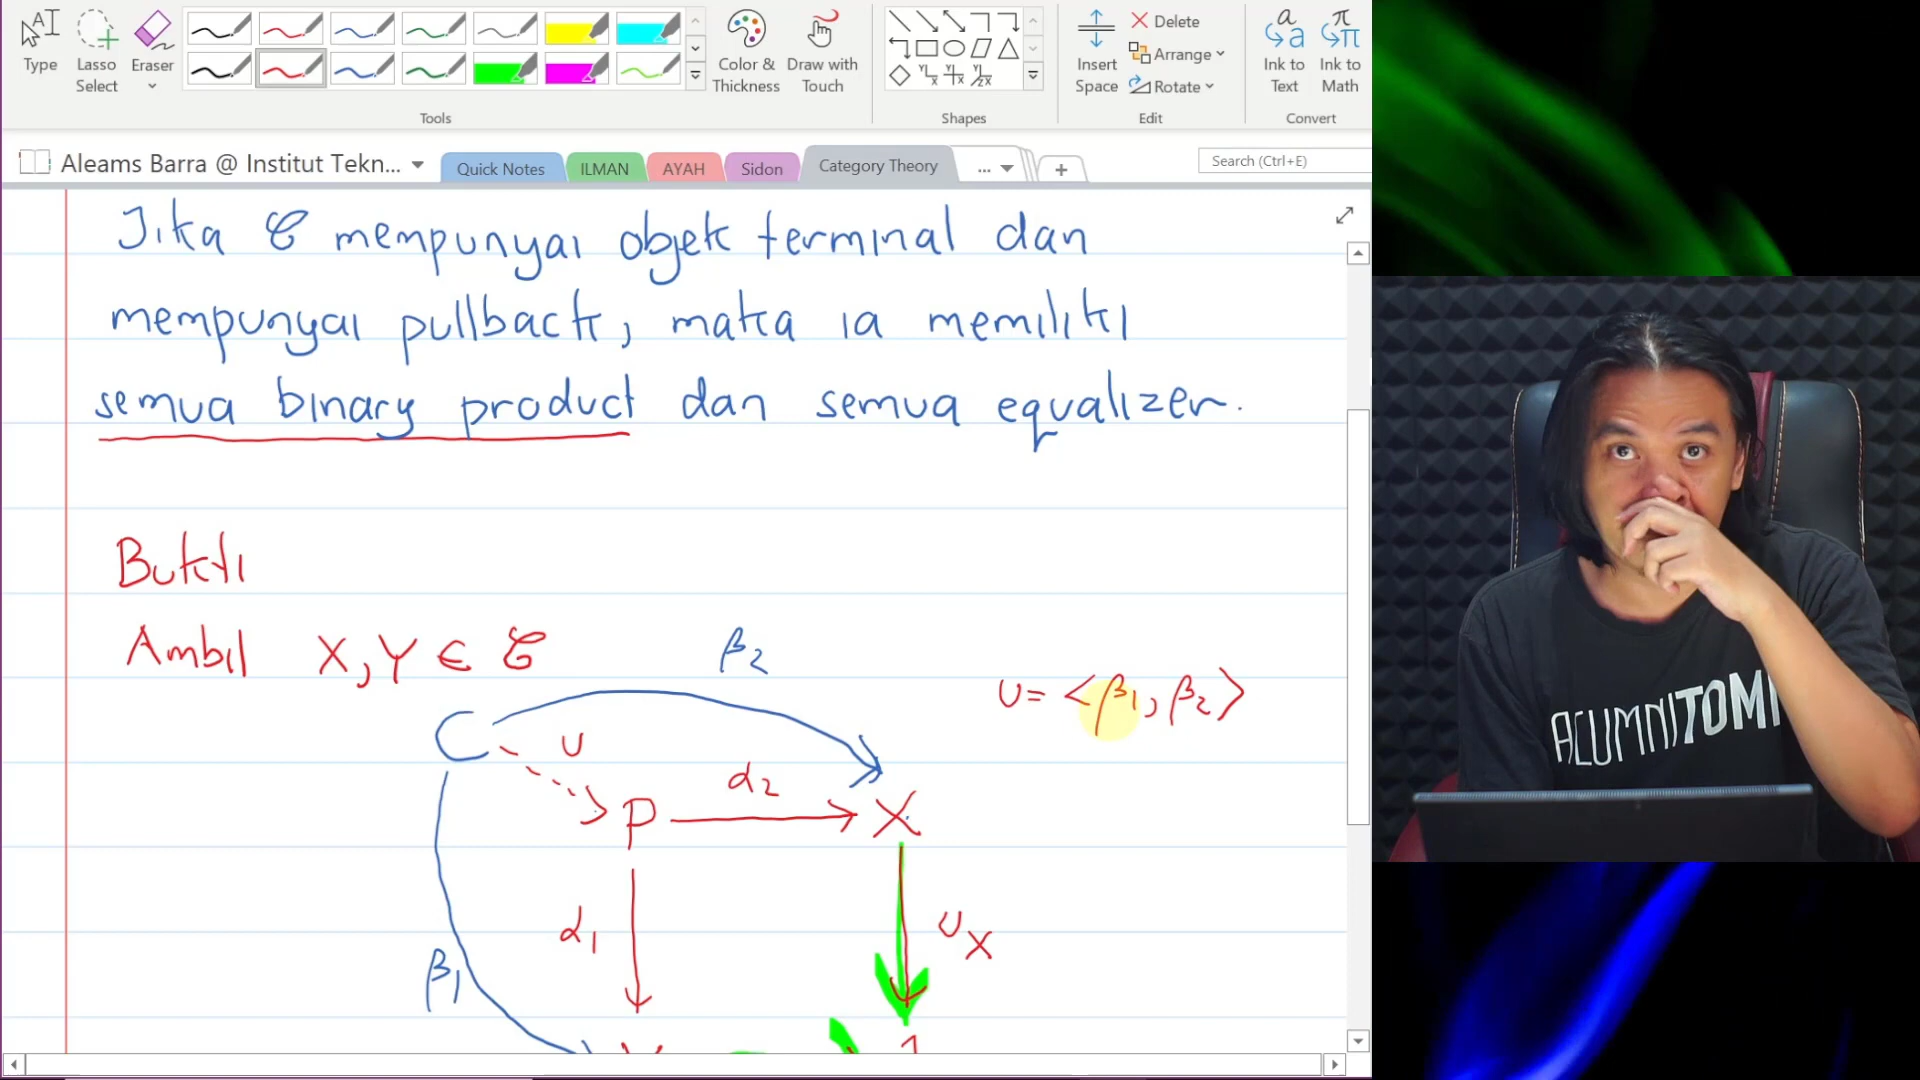 Type
Lasso Select
Eraser
Color & Thickness
Draw with Touch
Insert Space
Delete
Arrange
Rotate
Ink to Text
Ink to Math
Tools
Shapes
Edit
Convert
Aleams Barra @ Institut Tekn...
Quick Notes
ILMAN
AYAH
Sidon
Category Theory
...
+
Search (Ctrl+E)
Jika 𝒞 mempunyai objek terminal dan
mempunyai pullback, maka ia memiliki
semua binary product dan semua equalizer.
Bukti
Ambil X, Y ∈ 𝒞
β₂
U = <β₁, β₂>
C
U
α₂
P
X
α₁
U_X
β₁
1
ACUMNITOMI